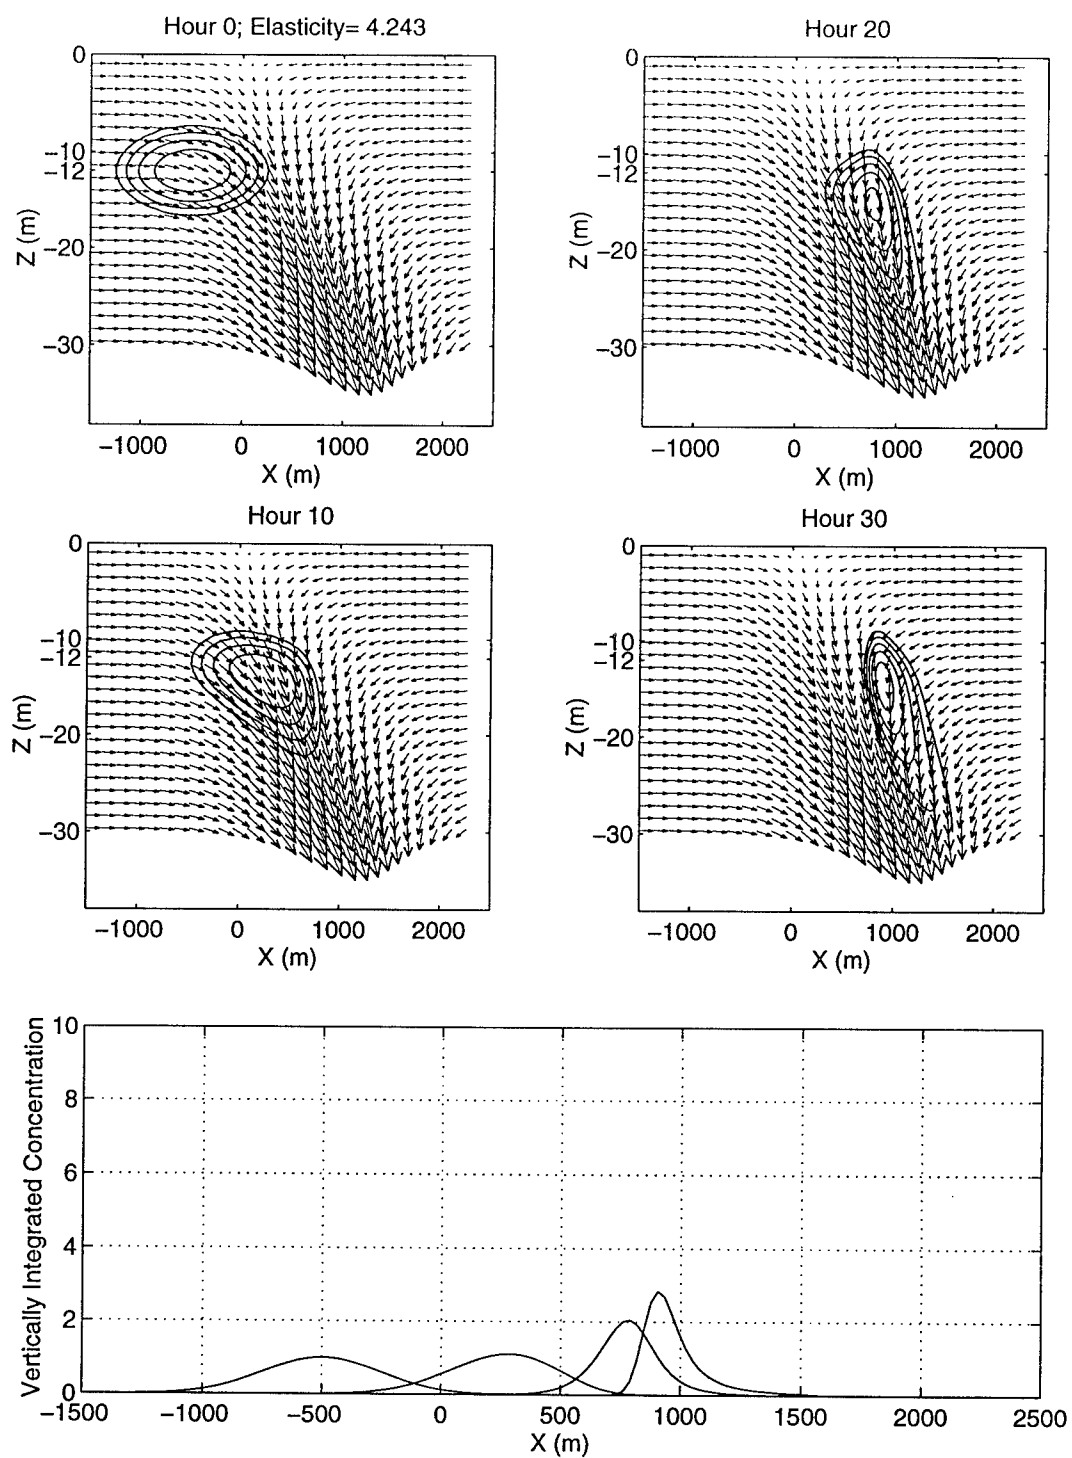 Hour 0; Elasticity= 4.243
0
−10
−12
−20
−30
Z (m)
−1000 0 1000 2000
X (m)
Hour 20
0
−10
−12
−20
−30
Z (m)
−1000 0 1000 2000
X (m)
Hour 10
0
−10
−12
−20
−30
Z (m)
−1000 0 1000 2000
X (m)
Hour 30
0
−10
−12
−20
−30
Z (m)
−1000 0 1000 2000
X (m)
Vertically Integrated Concentration
10
8
6
4
2
0
−1500 −1000 −500 0 500 1000 1500 2000 2500
X (m)